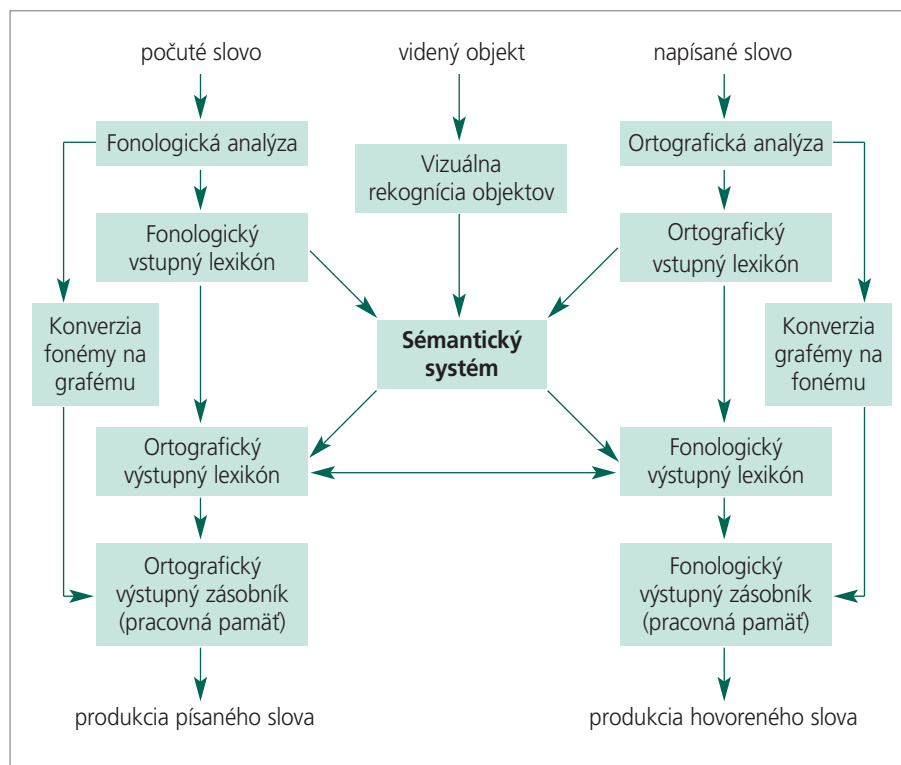 počuté slovo
videný objekt
napísané slovo
Fonologická analýza
Vizuálna
rekognícia objektov
Ortografická analýza
Fonologický
vstupný lexikón
Ortografický
vstupný lexikón
Konverzia
fonémy na
grafému
Sémantický
systém
Konverzia
grafémy na
fonému
Ortografický
výstupný lexikón
Fonologický
výstupný lexikón
Ortografický
výstupný zásobník
(pracovná pamäť)
Fonologický
výstupný zásobník
(pracovná pamäť)
produkcia písaného slova
produkcia hovoreného slova